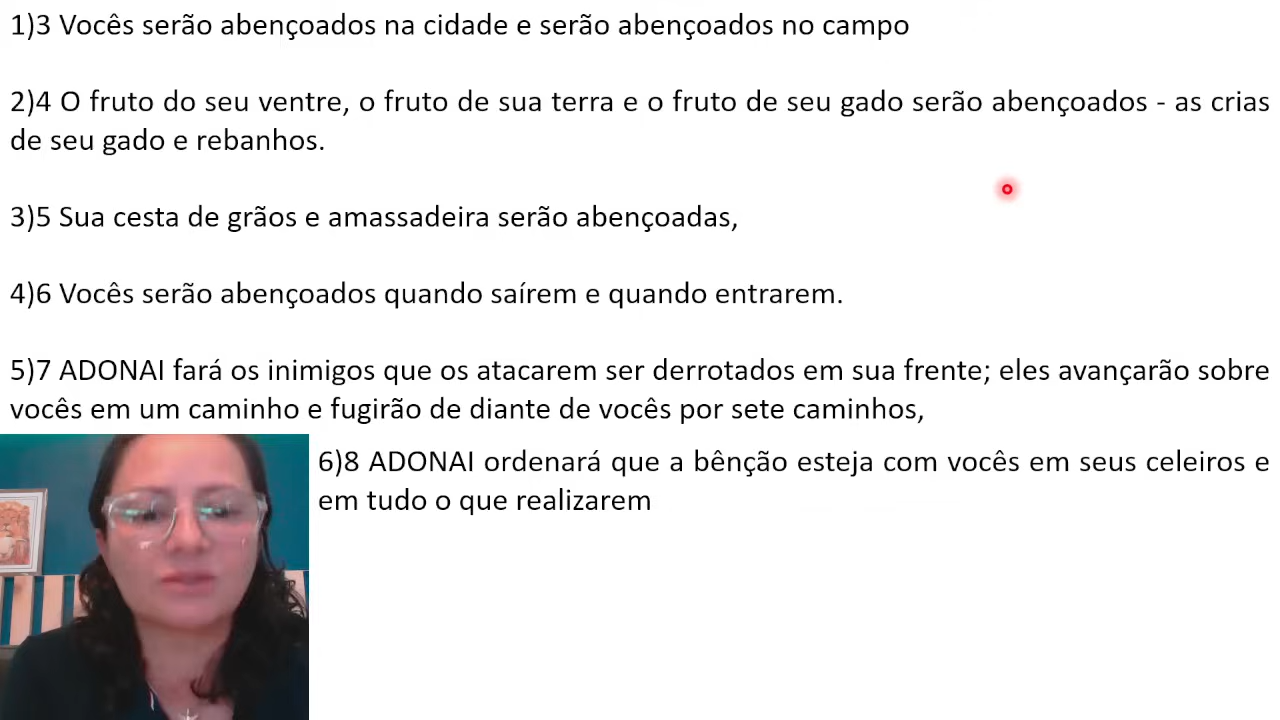 1)3 Vocês serão abençoados na cidade e serão abençoados no campo
2)4 O fruto do seu ventre, o fruto de sua terra e o fruto de seu gado serão abençoados - as crias
de seu gado e rebanhos.
3)5 Sua cesta de grãos e amassadeira serão abençoadas,
4)6 Vocês serão abençoados quando saírem e quando entrarem.
5)7 ADONAI fará os inimigos que os atacarem ser derrotados em sua frente; eles avançarão sobre
vocês em um caminho e fugirão de diante de vocês por sete caminhos,
6)8 ADONAI ordenará que a bênção esteja com vocês em seus celeiros e
em tudo o que realizarem